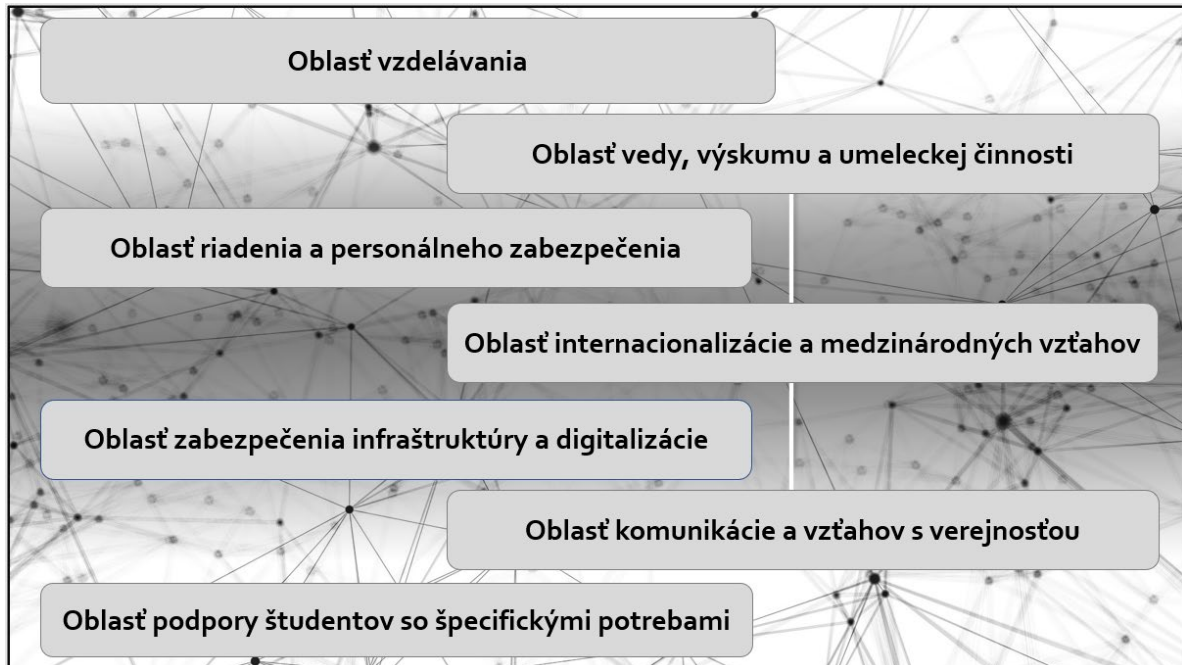 Oblasť vzdelávania
Oblasť vedy, výskumu a umeleckej činnosti
Oblasť riadenia a personálneho zabezpečenia
Oblasť internacionalizácie a medzinárodných vzťahov
Oblasť zabezpečenia infraštruktúry a digitalizácie
Oblasť komunikácie a vzťahov s verejnosťou
Oblasť podpory študentov so špecifickými potrebami